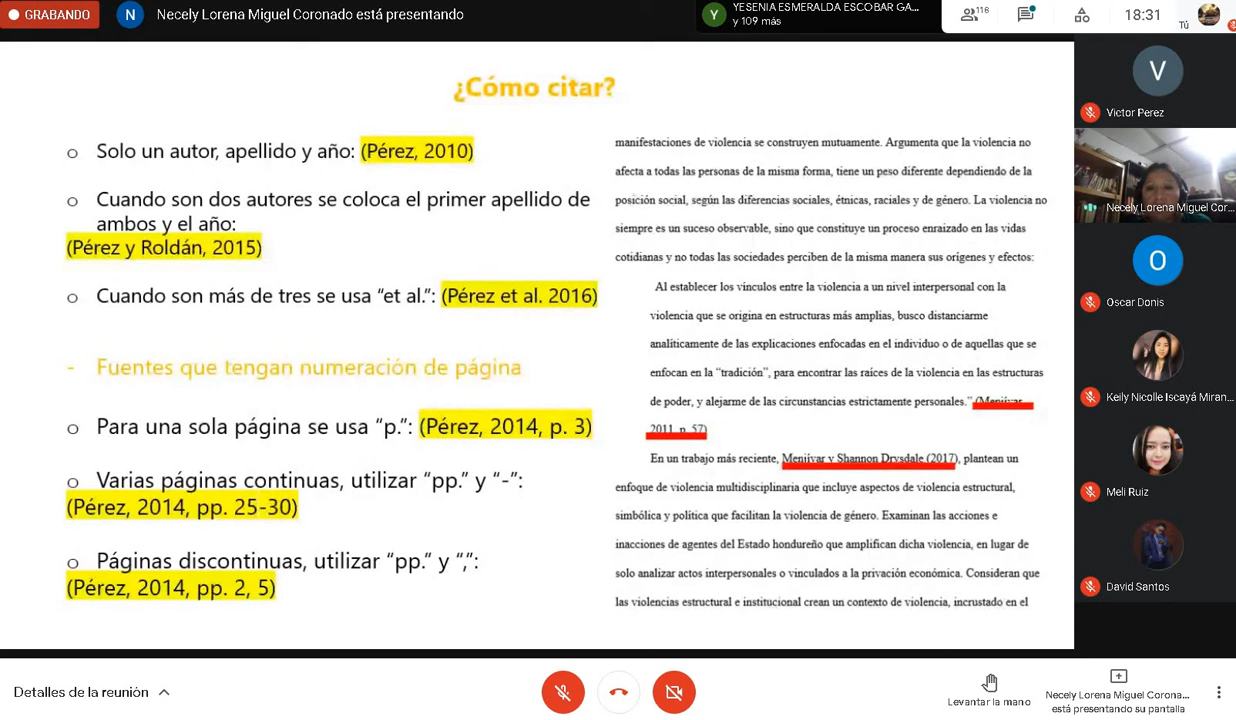 GRABANDO
N
Necely Lorena Miguel Coronado está presentando
Y
YESENIA ESMERALDA ESCOBAR GA...
y 109 más
116
18:31
Tú
¿Cómo citar?
o Solo un autor, apellido y año: (Pérez, 2010)
o Cuando son dos autores se coloca el primer apellido de
ambos y el año:
(Pérez y Roldán, 2015)
o Cuando son más de tres se usa “et al.”: (Pérez et al. 2016)
- Fuentes que tengan numeración de página
o Para una sola página se usa “p.”: (Pérez, 2014, p. 3)
o Varias páginas continuas, utilizar “pp.” y “-”:
(Pérez, 2014, pp. 25-30)
o Páginas discontinuas, utilizar “pp.” y “,”:
(Pérez, 2014, pp. 2, 5)
manifestaciones de violencia se construyen mutuamente. Argumenta que la violencia no
afecta a todas las personas de la misma forma, tiene un peso diferente dependiendo de la
posición social, según las diferencias sociales, étnicas, raciales y de género. La violencia no
siempre es un suceso observable, sino que constituye un proceso enraizado en las vidas
cotidianas y no todas las sociedades perciben de la misma manera sus orígenes y efectos:
Al establecer los vínculos entre la violencia a un nivel interpersonal con la
violencia que se origina en estructuras más amplias, busco distanciarme
analíticamente de las explicaciones enfocadas en el individuo o de aquellas que se
enfocan en la “tradición”, para encontrar las raíces de la violencia en las estructuras
de poder, y alejarme de las circunstancias estrictamente personales.” (Menjívar
2011, p. 57)
En un trabajo más reciente, Menjívar y Shannon Drysdale (2017), plantean un
enfoque de violencia multidisciplinaria que incluye aspectos de violencia estructural,
simbólica y política que facilitan la violencia de género. Examinan las acciones e
inacciones de agentes del Estado hondureño que amplifican dicha violencia, en lugar de
solo analizar actos interpersonales o vinculados a la privación económica. Consideran que
las violencias estructural e institucional crean un contexto de violencia, incrustado en el
V
Victor Perez
Necely Lorena Miguel Cor...
O
Oscar Donis
Keily Nicolle Iscayá Miran...
Meli Ruiz
David Santos
Detalles de la reunión
Levantar la mano
Necely Lorena Miguel Corona...
está presentando su pantalla